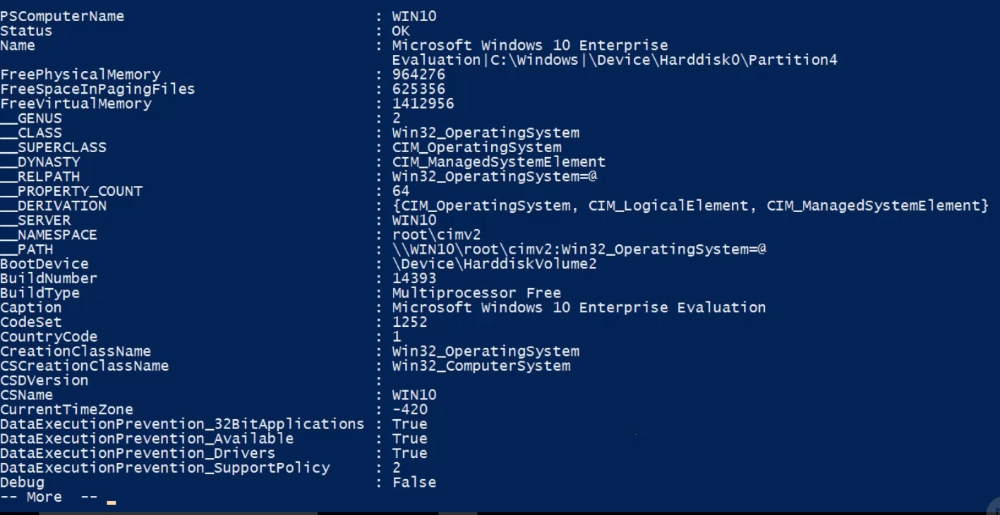 PSComputerName : WIN10
Status : OK
Name : Microsoft Windows 10 Enterprise
Evaluation|C:\Windows|\Device\Harddisk0\Partition4
FreePhysicalMemory : 964276
FreeSpaceInPagingFiles : 625356
FreeVirtualMemory : 1412956
__GENUS : 2
__CLASS : Win32_OperatingSystem
__SUPERCLASS : CIM_OperatingSystem
__DYNASTY : CIM_ManagedSystemElement
__RELPATH : Win32_OperatingSystem=@
__PROPERTY_COUNT : 64
__DERIVATION : {CIM_OperatingSystem, CIM_LogicalElement, CIM_ManagedSystemElement}
__SERVER : WIN10
__NAMESPACE : root\cimv2
__PATH : \\WIN10\root\cimv2:Win32_OperatingSystem=@
BootDevice : \Device\HarddiskVolume2
BuildNumber : 14393
BuildType : Multiprocessor Free
Caption : Microsoft Windows 10 Enterprise Evaluation
CodeSet : 1252
CountryCode : 1
CreationClassName : Win32_OperatingSystem
CSCreationClassName : Win32_ComputerSystem
CSDVersion :
CSName : WIN10
CurrentTimeZone : -420
DataExecutionPrevention_32BitApplications : True
DataExecutionPrevention_Available : True
DataExecutionPrevention_Drivers : True
DataExecutionPrevention_SupportPolicy : 2
Debug : False
-- More --